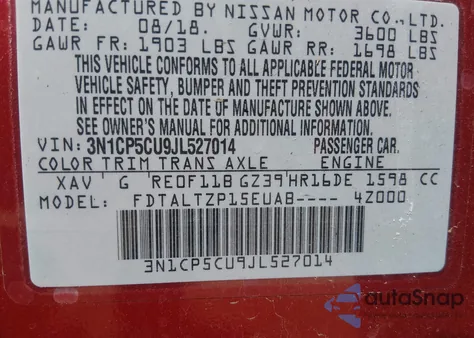 MANUFACTURED BY NISSAN MOTOR CO., LTD.
DATE: 08/18. GVWR: 3600 LBS
GAWR FR: 1903 LBS GAWR RR: 1698 LBS
THIS VEHICLE CONFORMS TO ALL APPLICABLE FEDERAL MOTOR
VEHICLE SAFETY, BUMPER AND THEFT PREVENTION STANDARDS
IN EFFECT ON THE DATE OF MANUFACTURE SHOWN ABOVE.
SEE OWNER'S MANUAL FOR ADDITIONAL INFORMATION.
VIN: 3N1CP5CU9JL527014 PASSENGER CAR.
COLOR TRIM TRANS AXLE ENGINE
XAV G RE0F11B GZ39 HR16DE 1598 CC
MODEL: FDTALTZP15EUAB---- 4Z000
3N1CP5CU9JL527014
autoSnap